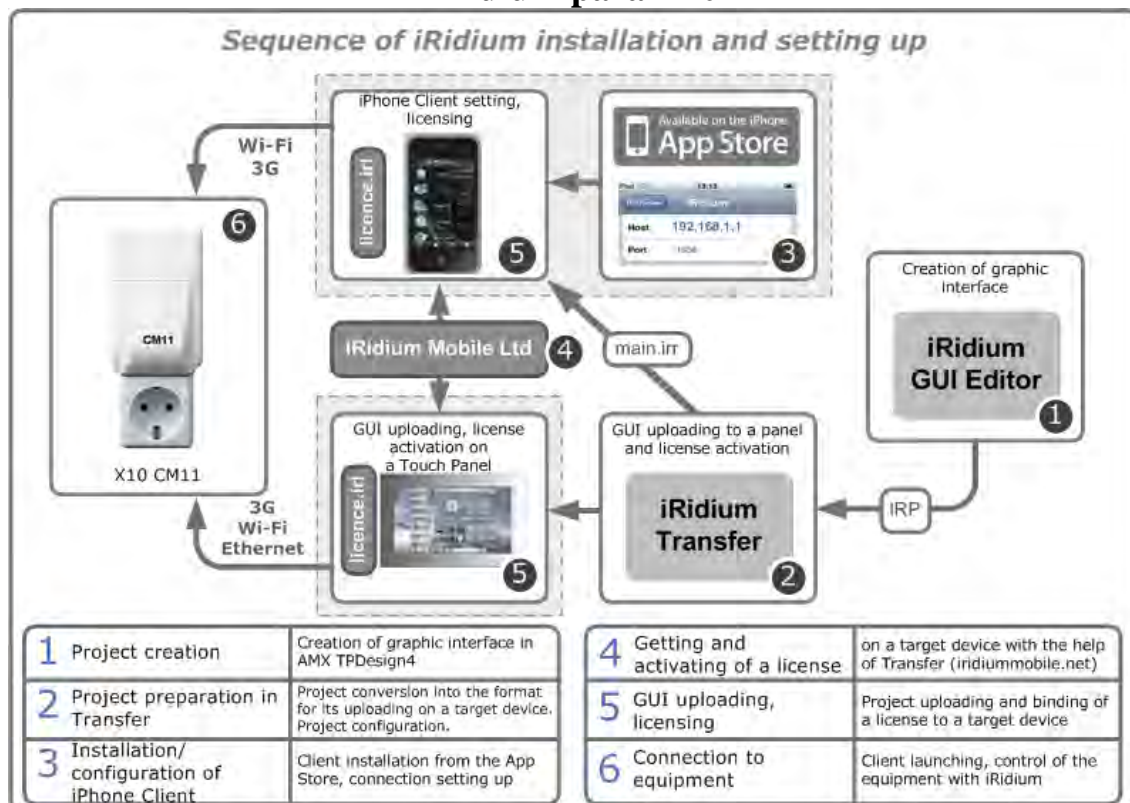 Sequence of iRidium installation and setting up
iPhone Client setting,
licensing
licence.irl
5
Available on the iPhone
App Store
Host 192.168.1.1
Port
3
Wi-Fi
3G
6
CM11
X10 CM11
iRidium Mobile Ltd
4
main.irr
Creation of graphic
interface
iRidium
GUI Editor
1
GUI uploading, license
activation on
a Touch Panel
licence.irl
5
GUI uploading to a panel
and license activation
iRidium
Transfer
2
IRP
3G
Wi-Fi
Ethernet
1 Project creation
Creation of graphic interface in
AMX TPDesign4
2 Project preparation in
Transfer
Project conversion into the format
for its uploading on a target device.
Project configuration.
3 Installation/
configuration of
iPhone Client
Client installation from the App
Store, connection setting up
4 Getting and
activating of a license
on a target device with the help
of Transfer (iridiummobile.net)
5 GUI uploading,
licensing
Project uploading and binding of
a license to a target device
6 Connection to
equipment
Client launching, control of the
equipment with iRidium